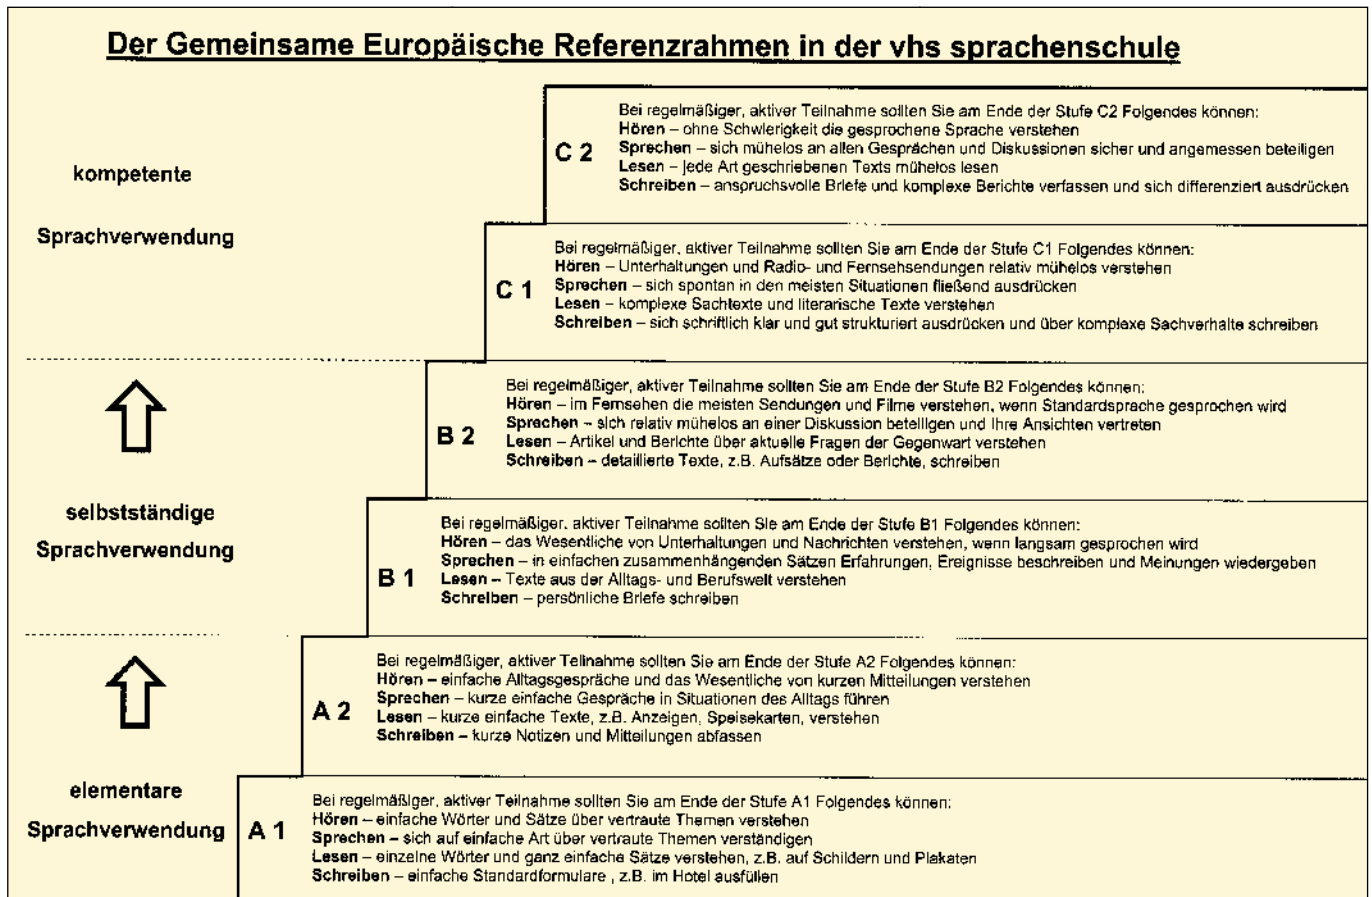 Der Gemeinsame Europäische Referenzrahmen in der vhs sprachenschule
kompetente
Sprachverwendung
C 2
Bei regelmäßiger, aktiver Teilnahme sollten Sie am Ende der Stufe C2 Folgendes können:
Hören – ohne Schwierigkeit die gesprochene Sprache verstehen
Sprechen – sich mühelos an allen Gesprächen und Diskussionen sicher und angemessen beteiligen
Lesen – jede Art geschriebenen Texts mühelos lesen
Schreiben – anspruchsvolle Briefe und komplexe Berichte verfassen und sich differenziert ausdrücken
C 1
Bei regelmäßiger, aktiver Teilnahme sollten Sie am Ende der Stufe C1 Folgendes können:
Hören – Unterhaltungen und Radio- und Fernsehsendungen relativ mühelos verstehen
Sprechen – sich spontan in den meisten Situationen fließend ausdrücken
Lesen – komplexe Sachtexte und literarische Texte verstehen
Schreiben – sich schriftlich klar und gut strukturiert ausdrücken und über komplexe Sachverhalte schreiben
selbstständige
Sprachverwendung
B 2
Bei regelmäßiger, aktiver Teilnahme sollten Sie am Ende der Stufe B2 Folgendes können:
Hören – im Fernsehen die meisten Sendungen und Filme verstehen, wenn Standardsprache gesprochen wird
Sprechen – sich relativ mühelos an einer Diskussion beteiligen und Ihre Ansichten vertreten
Lesen – Artikel und Berichte über aktuelle Fragen der Gegenwart verstehen
Schreiben – detaillierte Texte, z.B. Aufsätze oder Berichte, schreiben
B 1
Bei regelmäßiger, aktiver Teilnahme sollten Sie am Ende der Stufe B1 Folgendes können:
Hören – das Wesentliche von Unterhaltungen und Nachrichten verstehen, wenn langsam gesprochen wird
Sprechen – in einfachen zusammenhängenden Sätzen Erfahrungen, Ereignisse beschreiben und Meinungen wiedergeben
Lesen – Texte aus der Alltags- und Berufswelt verstehen
Schreiben – persönliche Briefe schreiben
elementare
Sprachverwendung
A 2
Bei regelmäßiger, aktiver Teilnahme sollten Sie am Ende der Stufe A2 Folgendes können:
Hören – einfache Alltagsgespräche und das Wesentliche von kurzen Mitteilungen verstehen
Sprechen – kurze einfache Gespräche in Situationen des Alltags führen
Lesen – kurze einfache Texte, z.B. Anzeigen, Speisekarten, verstehen
Schreiben – kurze Notizen und Mitteilungen abfassen
A 1
Bei regelmäßiger, aktiver Teilnahme sollten Sie am Ende der Stufe A1 Folgendes können:
Hören – einfache Wörter und Sätze über vertraute Themen verstehen
Sprechen – sich auf einfache Art über vertraute Themen verständigen
Lesen – einzelne Wörter und ganz einfache Sätze verstehen, z.B. auf Schildern und Plakaten
Schreiben – einfache Standardformulare , z.B. im Hotel ausfüllen